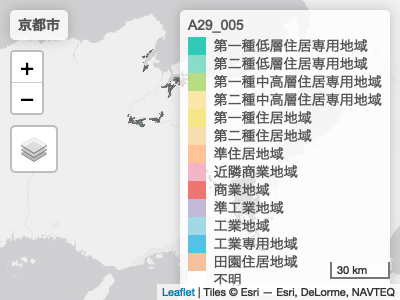 京都市
+
−
A29_005
第一種低層住居専用地域
第二種低層住居専用地域
第一種中高層住居専用地域
第二種中高層住居専用地域
第一種住居地域
第二種住居地域
準住居地域
近隣商業地域
商業地域
準工業地域
工業地域
工業専用地域
田園住居地域
不明
30 km
Leaflet | Tiles © Esri — Esri, DeLorme, NAVTEQ